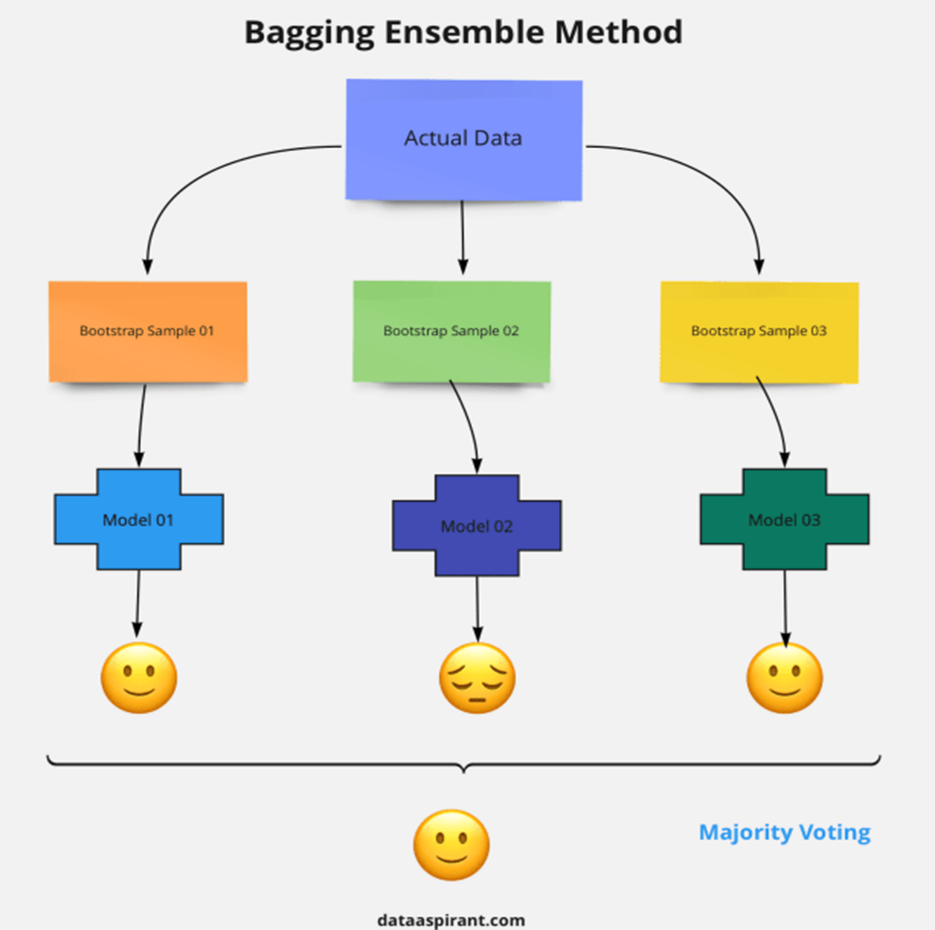 Bagging Ensemble Method
Actual Data
Bootstrap Sample 01
Bootstrap Sample 02
Bootstrap Sample 03
Model 01
Model 02
Model 03
Majority Voting
dataaspirant.com